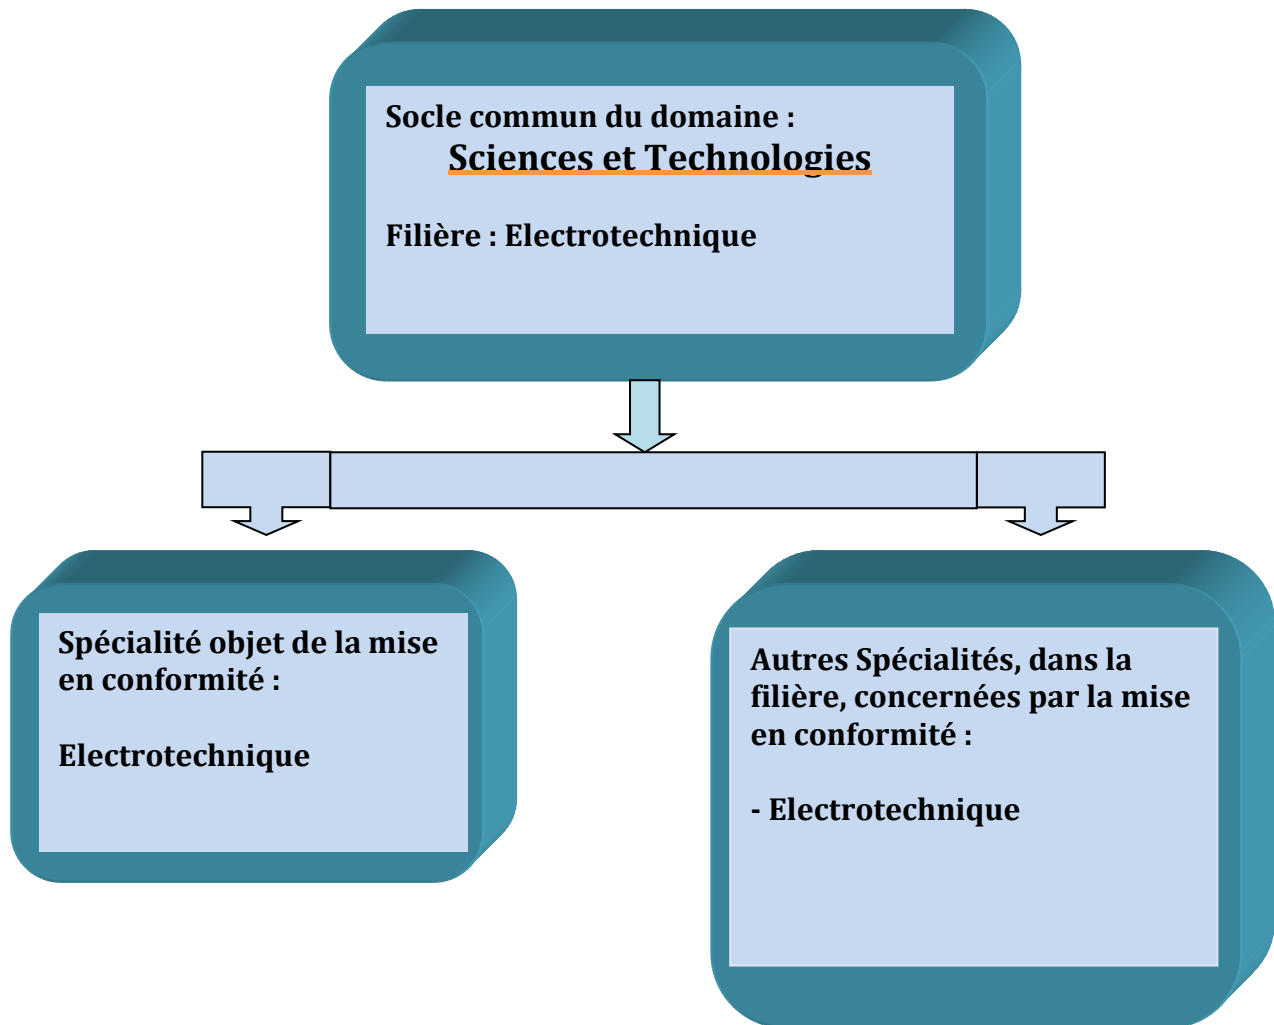 Socle commun du domaine :
Sciences et Technologies
Filière : Electrotechnique
Spécialité objet de la mise
en conformité :
Electrotechnique
Autres Spécialités, dans la
filière, concernées par la mise
en conformité :
- Electrotechnique